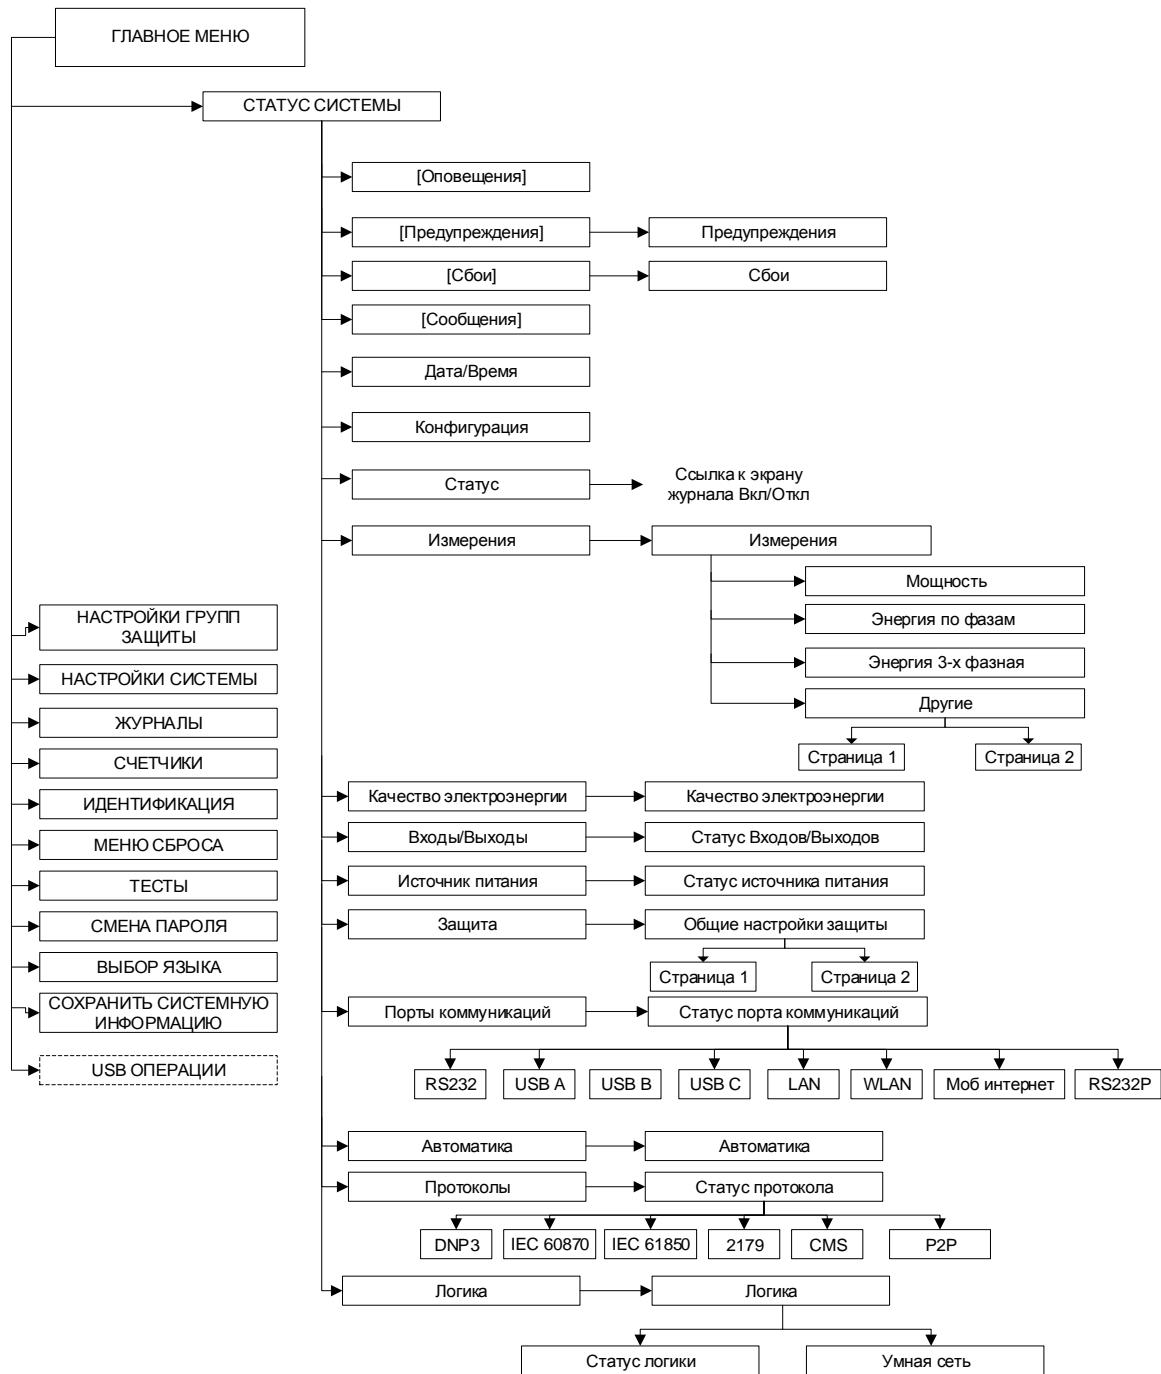 ГЛАВНОЕ МЕНЮ
СТАТУС СИСТЕМЫ
[Оповещения]
[Предупреждения]
Предупреждения
[Сбои]
Сбои
[Сообщения]
Дата/Время
Конфигурация
Статус
Ссылка к экрану
журнала Вкл/Откл
Измерения
Измерения
Мощность
Энергия по фазам
Энергия 3-х фазная
Другие
Страница 1
Страница 2
НАСТРОЙКИ ГРУПП
ЗАЩИТЫ
НАСТРОЙКИ СИСТЕМЫ
ЖУРНАЛЫ
СЧЕТЧИКИ
ИДЕНТИФИКАЦИЯ
МЕНЮ СБРОСА
ТЕСТЫ
СМЕНА ПАРОЛЯ
ВЫБОР ЯЗЫКА
СОХРАНИТЬ СИСТЕМНУЮ
ИНФОРМАЦИЮ
USB ОПЕРАЦИИ
Качество электроэнергии
Качество электроэнергии
Входы/Выходы
Статус Входов/Выходов
Источник питания
Статус источника питания
Защита
Общие настройки защиты
Страница 1
Страница 2
Порты коммуникаций
Статус порта коммуникаций
RS232
USB A
USB B
USB C
LAN
WLAN
Моб интернет
RS232P
Автоматика
Автоматика
Протоколы
Статус протокола
DNP3
IEC 60870
IEC 61850
2179
CMS
P2P
Логика
Логика
Статус логики
Умная сеть